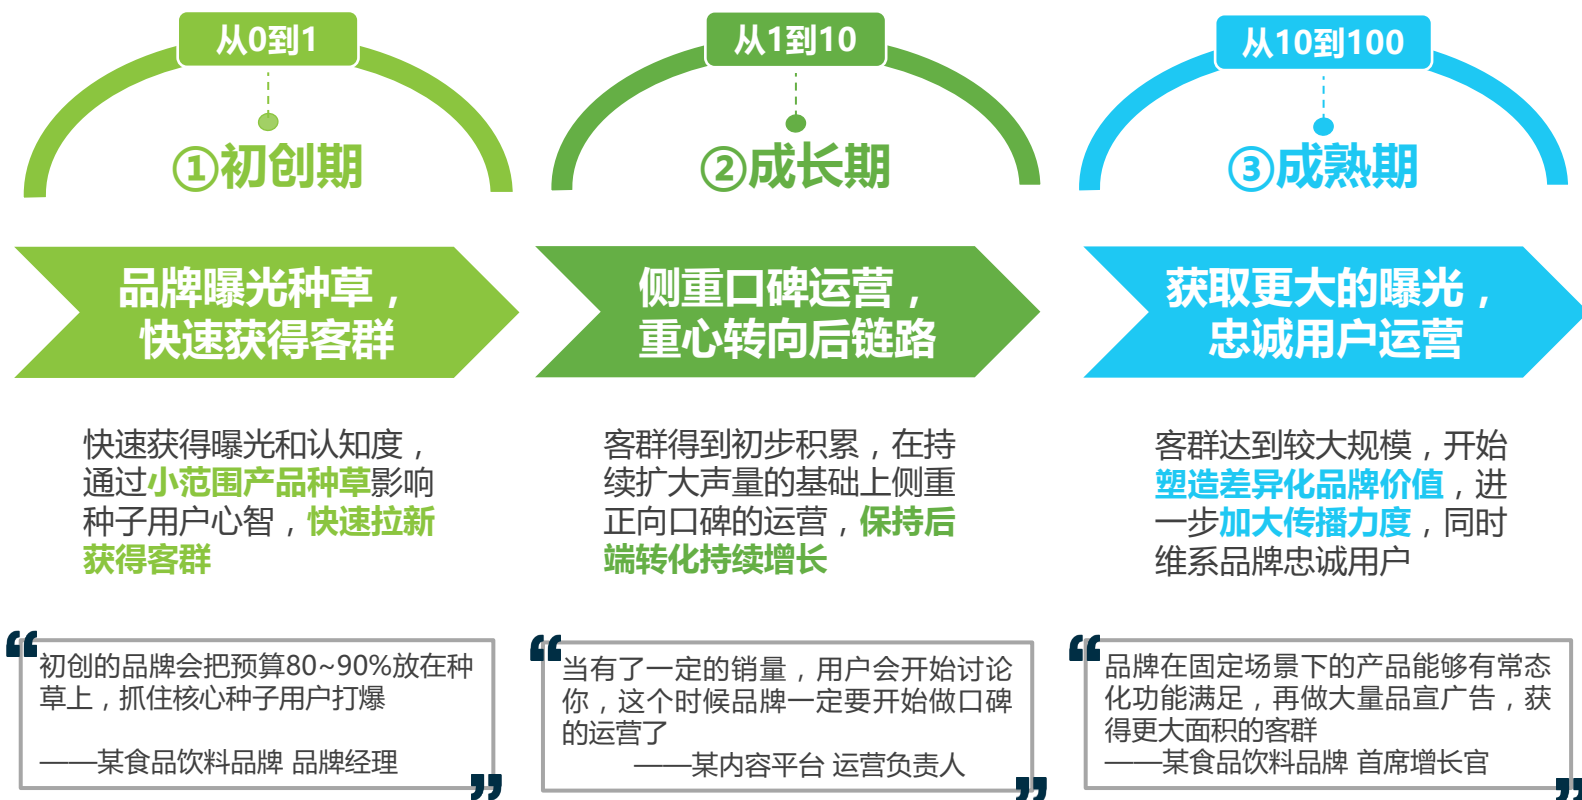 从0到1
①初创期
品牌曝光种草，
快速获得客群
快速获得曝光和认知度，
通过小范围产品种草影响
种子用户心智，快速拉新
获得客群
“初创的品牌会把预算80~90%放在种
草上，抓住核心种子用户打爆
——某食品饮料品牌 品牌经理”
从1到10
②成长期
侧重口碑运营，
重心转向后链路
客群得到初步积累，在持
续扩大声量的基础上侧重
正向口碑的运营，保持后
端转化持续增长
“当有了一定的销量，用户会开始讨论
你，这个时候品牌一定要开始做口碑
的运营了
——某内容平台 运营负责人”
从10到100
③成熟期
获取更大的曝光，
忠诚用户运营
客群达到较大规模，开始
塑造差异化品牌价值，进
一步加大传播力度，同时
维系品牌忠诚用户
“品牌在固定场景下的产品能够有常态
化功能满足，再做大量品宣广告，获
得更大面积的客群
——某食品饮料品牌 首席增长官”